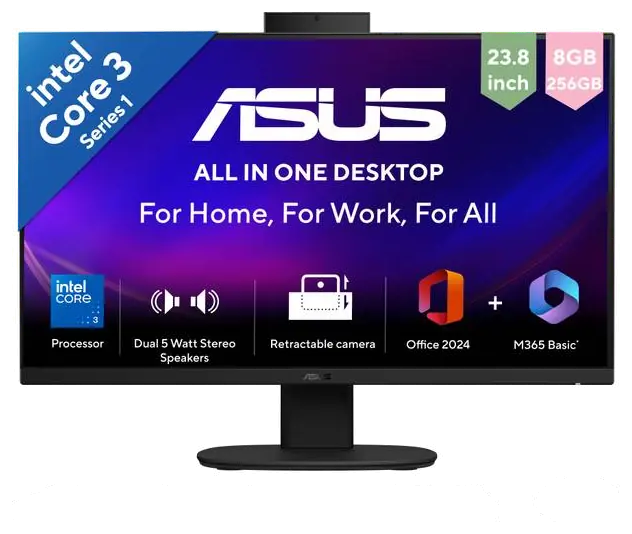 intel
Core 3
Series 1
23.8
inch
8GB
256GB
ASUS
ALL IN ONE DESKTOP
For Home, For Work, For All
intel
CORE
3
Processor
Dual 5 Watt Stereo
Speakers
Retractable camera
Office 2024
+
M365 Basic*
ASUS